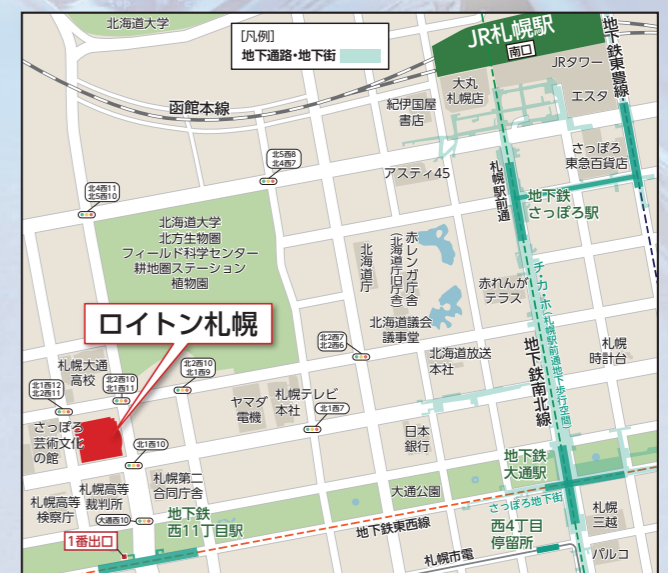 北海道大学
[凡例]
地下通路・地下街
JR札幌駅
南口
地下鉄東豊線
JRタワー
大丸
札幌店
エスタ
函館本線
紀伊国屋
書店
さっぽろ
東急百貨店
北5西8
北4西7
アスティ45
札幌駅前通
北4西11
北5西10
地下鉄
さっぽろ駅
北海道大学
北方生物圏
フィールド科学センター
耕地圏ステーション
植物園
北海道庁
赤レンガ庁舎
(北海道庁旧庁舎)
チ・カ・ホ(札幌駅前通地下歩行空間)
赤れんが
テラス
ロイトン札幌
北海道議会
議事堂
地下鉄南北線
札幌
時計台
北2西7
北2西6
北海道放送
本社
札幌大通
高校
北2西10
北1西9
北1西12
北2西11
北2西10
北1西11
ヤマダ
電機
札幌テレビ
本社
北1西7
さっぽろ
芸術文化
の館
北1西10
日本
銀行
地下鉄
大通駅
札幌第二
合同庁舎
札幌高等
裁判所
札幌高等
検察庁
大通公園
さっぽろ地下街
大通西10
地下鉄
西11丁目駅
地下鉄東西線
西4丁目
停留所
札幌
三越
1番出口
札幌市電
パルコ